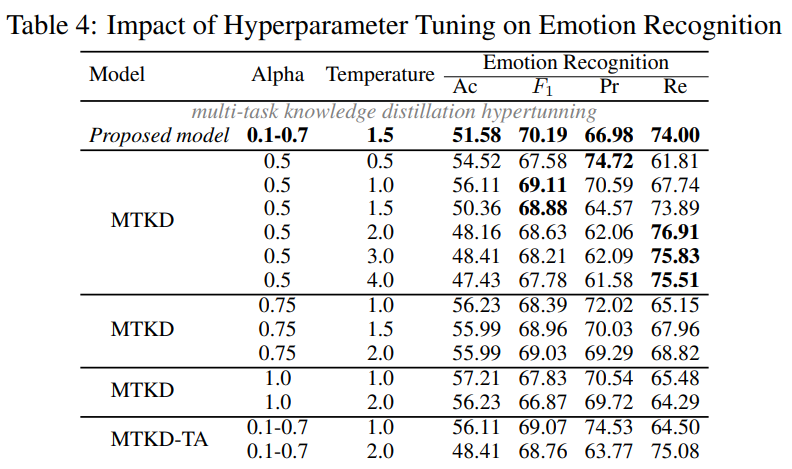 Table 4: Impact of Hyperparameter Tuning on Emotion Recognition
Model Alpha Temperature Emotion Recognition
Ac F1 Pr Re
multi-task knowledge distillation hypertunning
Proposed model 0.1-0.7 1.5 51.58 70.19 66.98 74.00
0.5 0.5 54.52 67.58 74.72 61.81
0.5 1.0 56.11 69.11 70.59 67.74
0.5 1.5 50.36 68.88 64.57 73.89
MTKD 0.5 2.0 48.16 68.63 62.06 76.91
0.5 3.0 48.41 68.21 62.09 75.83
0.5 4.0 47.43 67.78 61.58 75.51
0.75 1.0 56.23 68.39 72.02 65.15
MTKD 0.75 1.5 55.99 68.96 70.03 67.96
0.75 2.0 55.99 69.03 69.29 68.82
MTKD 1.0 1.0 57.21 67.83 70.54 65.48
1.0 2.0 56.23 66.87 69.72 64.29
MTKD-TA 0.1-0.7 1.0 56.11 69.07 74.53 64.50
0.1-0.7 2.0 48.41 68.76 63.77 75.08